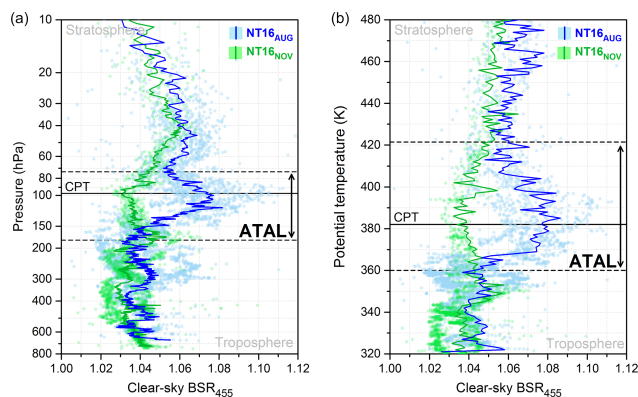 (a)
Stratosphere
NT16AUG
NT16NOV
CPT
ATAL
Troposphere
Pressure (hPa)
10
20
40
60
80
100
150
200
300
400
600
800
1.00
1.02
1.04
1.06
1.08
1.10
1.12
Clear-sky BSR455
(b)
Stratosphere
NT16AUG
NT16NOV
CPT
ATAL
Troposphere
Potential temperature (K)
480
460
440
420
400
380
360
340
320
1.00
1.02
1.04
1.06
1.08
1.10
1.12
Clear-sky BSR455